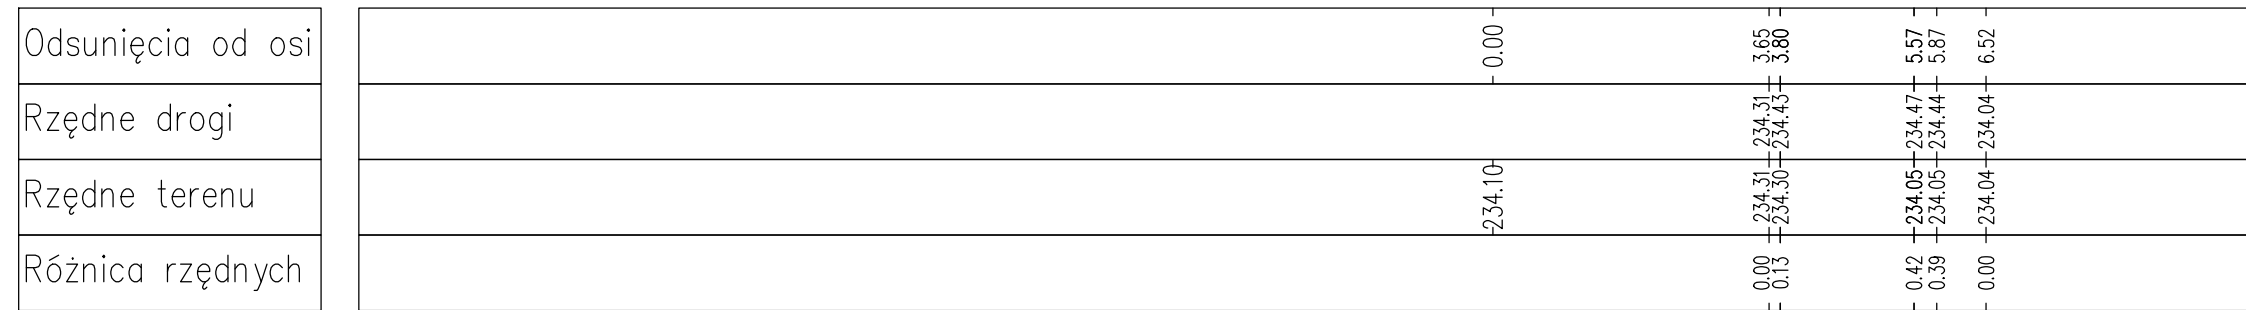 Odsunięcia od osi 0.00 3.65 3.80 5.57 5.87 6.52
Rzędne drogi 234.31 234.43 234.47 234.44 234.04
Rzędne terenu 234.10 234.31 234.30 234.05 234.05 234.04
Różnica rzędnych 0.00 0.13 0.42 0.39 0.00